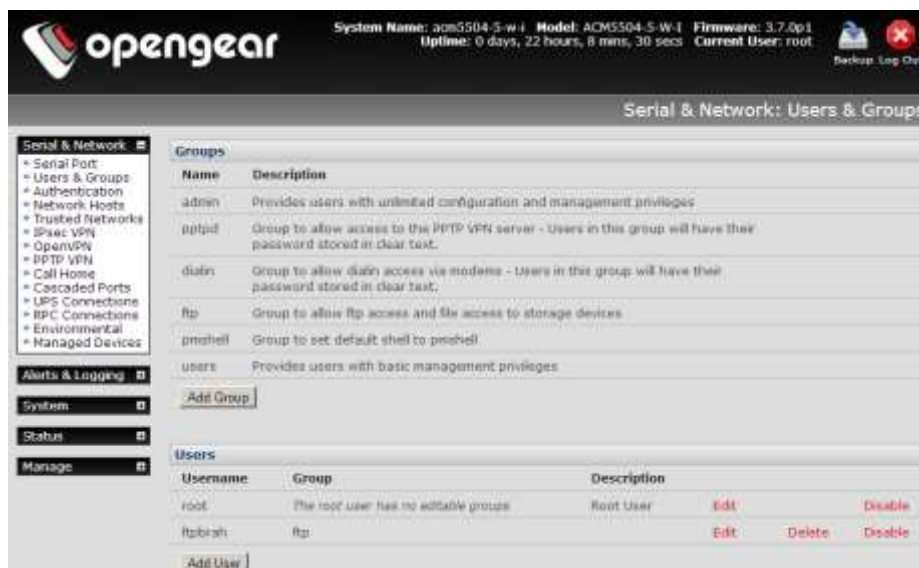 opengear
System Name: acm5504-5-w-i Model: ACM5504-5-W-I Firmware: 3.7.0p1
Uptime: 0 days, 22 hours, 8 mins, 30 secs Current User: root
Backup Log Ou
Serial & Network: Users & Groups
Serial & Network
Serial Port
Users & Groups
Authentication
Network Hosts
Trusted Networks
IPsec VPN
OpenVPN
PPTP VPN
Call Home
Cascaded Ports
UPS Connections
RPC Connections
Environmental
Managed Devices
Alerts & Logging
System
Status
Manage
Groups
Name Description
admin Provides users with unlimited configuration and management privileges
pptpd Group to allow access to the PPTP VPN server - Users in this group will have their
password stored in clear text.
dialin Group to allow dialin access via modems - Users in this group will have their
password stored in clear text.
ftp Group to allow ftp access and file access to storage devices
pmshell Group to set default shell to pmshell
users Provides users with basic management privileges
Add Group
Users
Username Group Description
root The root user has no editable groups Root User Edit Disable
ftp Edit Delete Disable
Add User